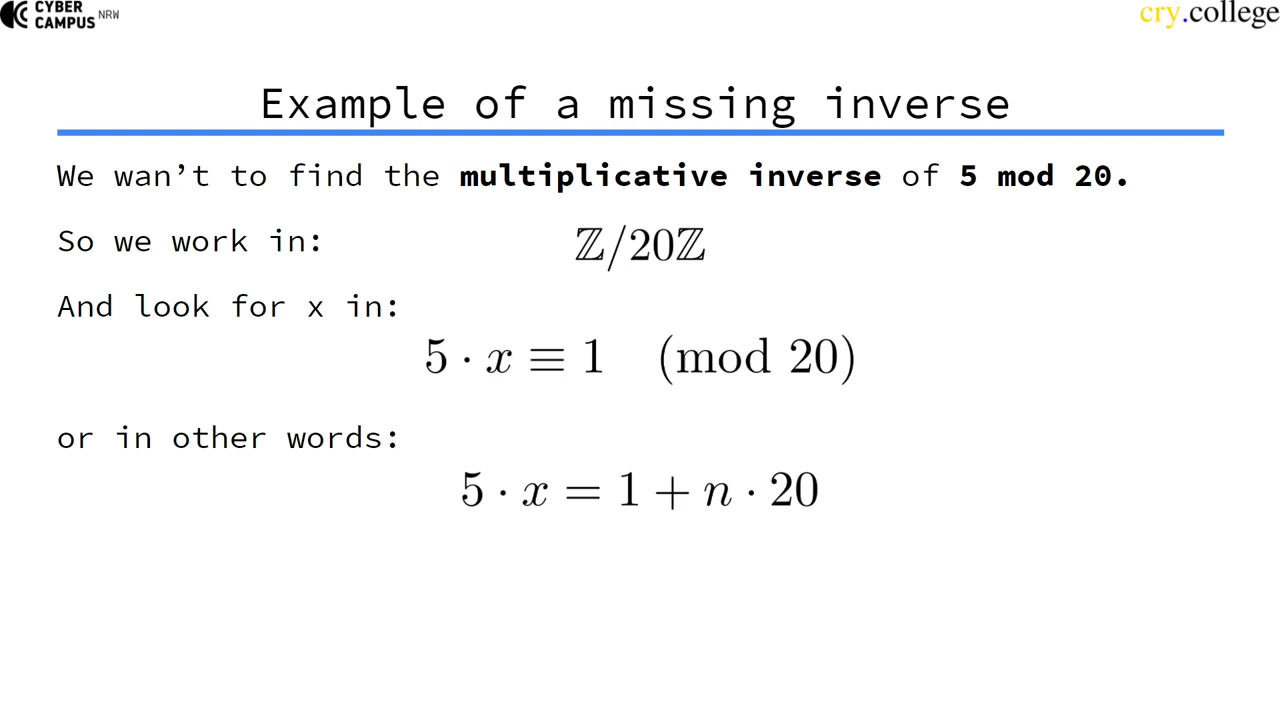 CYBER
CAMPUS NRW
cry.college
Example of a missing inverse
We wan’t to find the multiplicative inverse of 5 mod 20.
So we work in: ℤ/20ℤ
And look for x in:
5 · x ≡ 1 (mod 20)
or in other words:
5 · x = 1 + n · 20